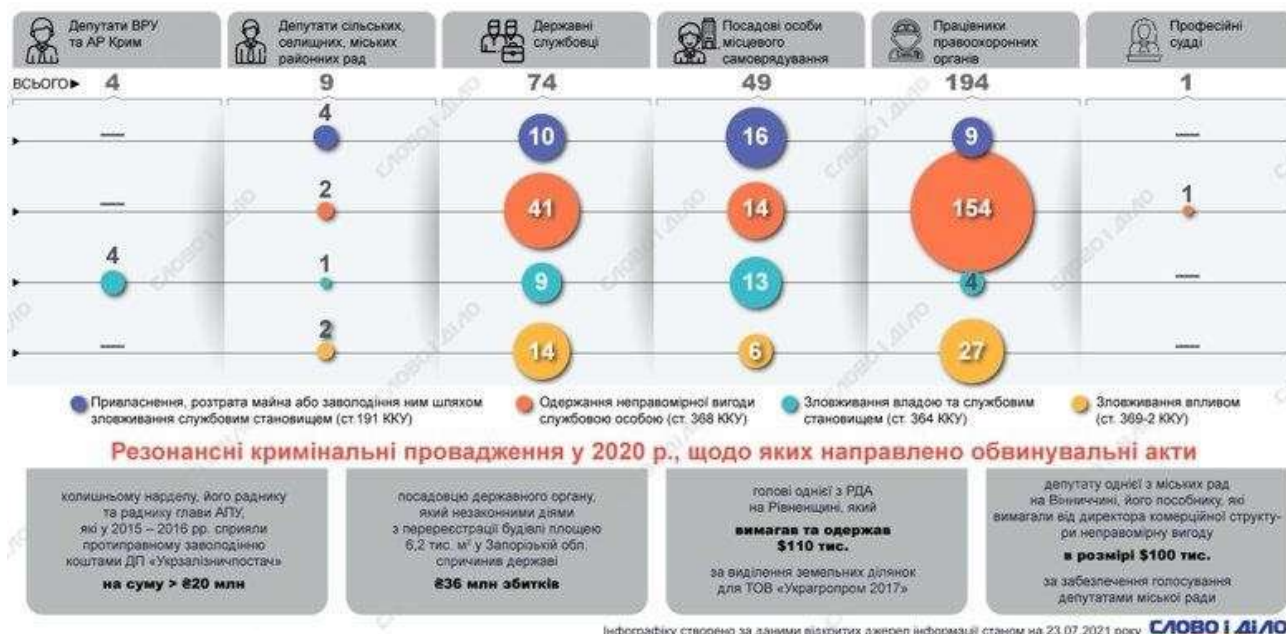 Депутати ВРУ
та АР Крим
Депутати сільських,
селищних, міських
районних рад
Державні
службовці
Посадові особи
місцевого
самоврядування
Працівники
правоохоронних
органів
Професійні
судді
ВСЬОГО 4 9 74 49 194 1
— 4 10 16 9 —
— 2 41 14 154 1
4 1 9 13 4 —
— 2 14 6 27 —
Привласнення, розтрата майна або заволодіння ним шляхом
зловживання службовим становищем (ст.191 ККУ)
Одержання неправомірної вигоди
службовою особою (ст. 368 ККУ)
Зловживання владою та службовим
становищем (ст. 364 ККУ)
Зловживання впливом
(ст. 369-2 ККУ)
Резонансні кримінальні провадження у 2020 р., щодо яких направлено обвинувальні акти
колишньому нардепу, його раднику
та раднику глави АПУ,
які у 2015 – 2016 рр. сприяли
протиправному заволодінню
коштами ДП «Укрзалізничпостач»
на суму > ₴20 млн
посадовцю державного органу,
який незаконними діями
з перереєстрації будівлі площею
6,2 тис. м² у Запорізькій обл.
спричинив державі
₴36 млн збитків
голові однієї з РДА
на Рівненщині, який
вимагав та одержав
$110 тис.
за виділення земельних ділянок
для ТОВ «Украгропром 2017»
депутату однієї з міських рад
на Вінниччині, його пособнику, які
вимагали від директора комерційної структу-
ри неправомірну вигоду
в розмірі $100 тис.
за забезпечення голосування
депутатами міської ради
Інфографіку створено за даними відкритих джерел інформації станом на 23.07.2021 року СЛОВО і ДіЛО